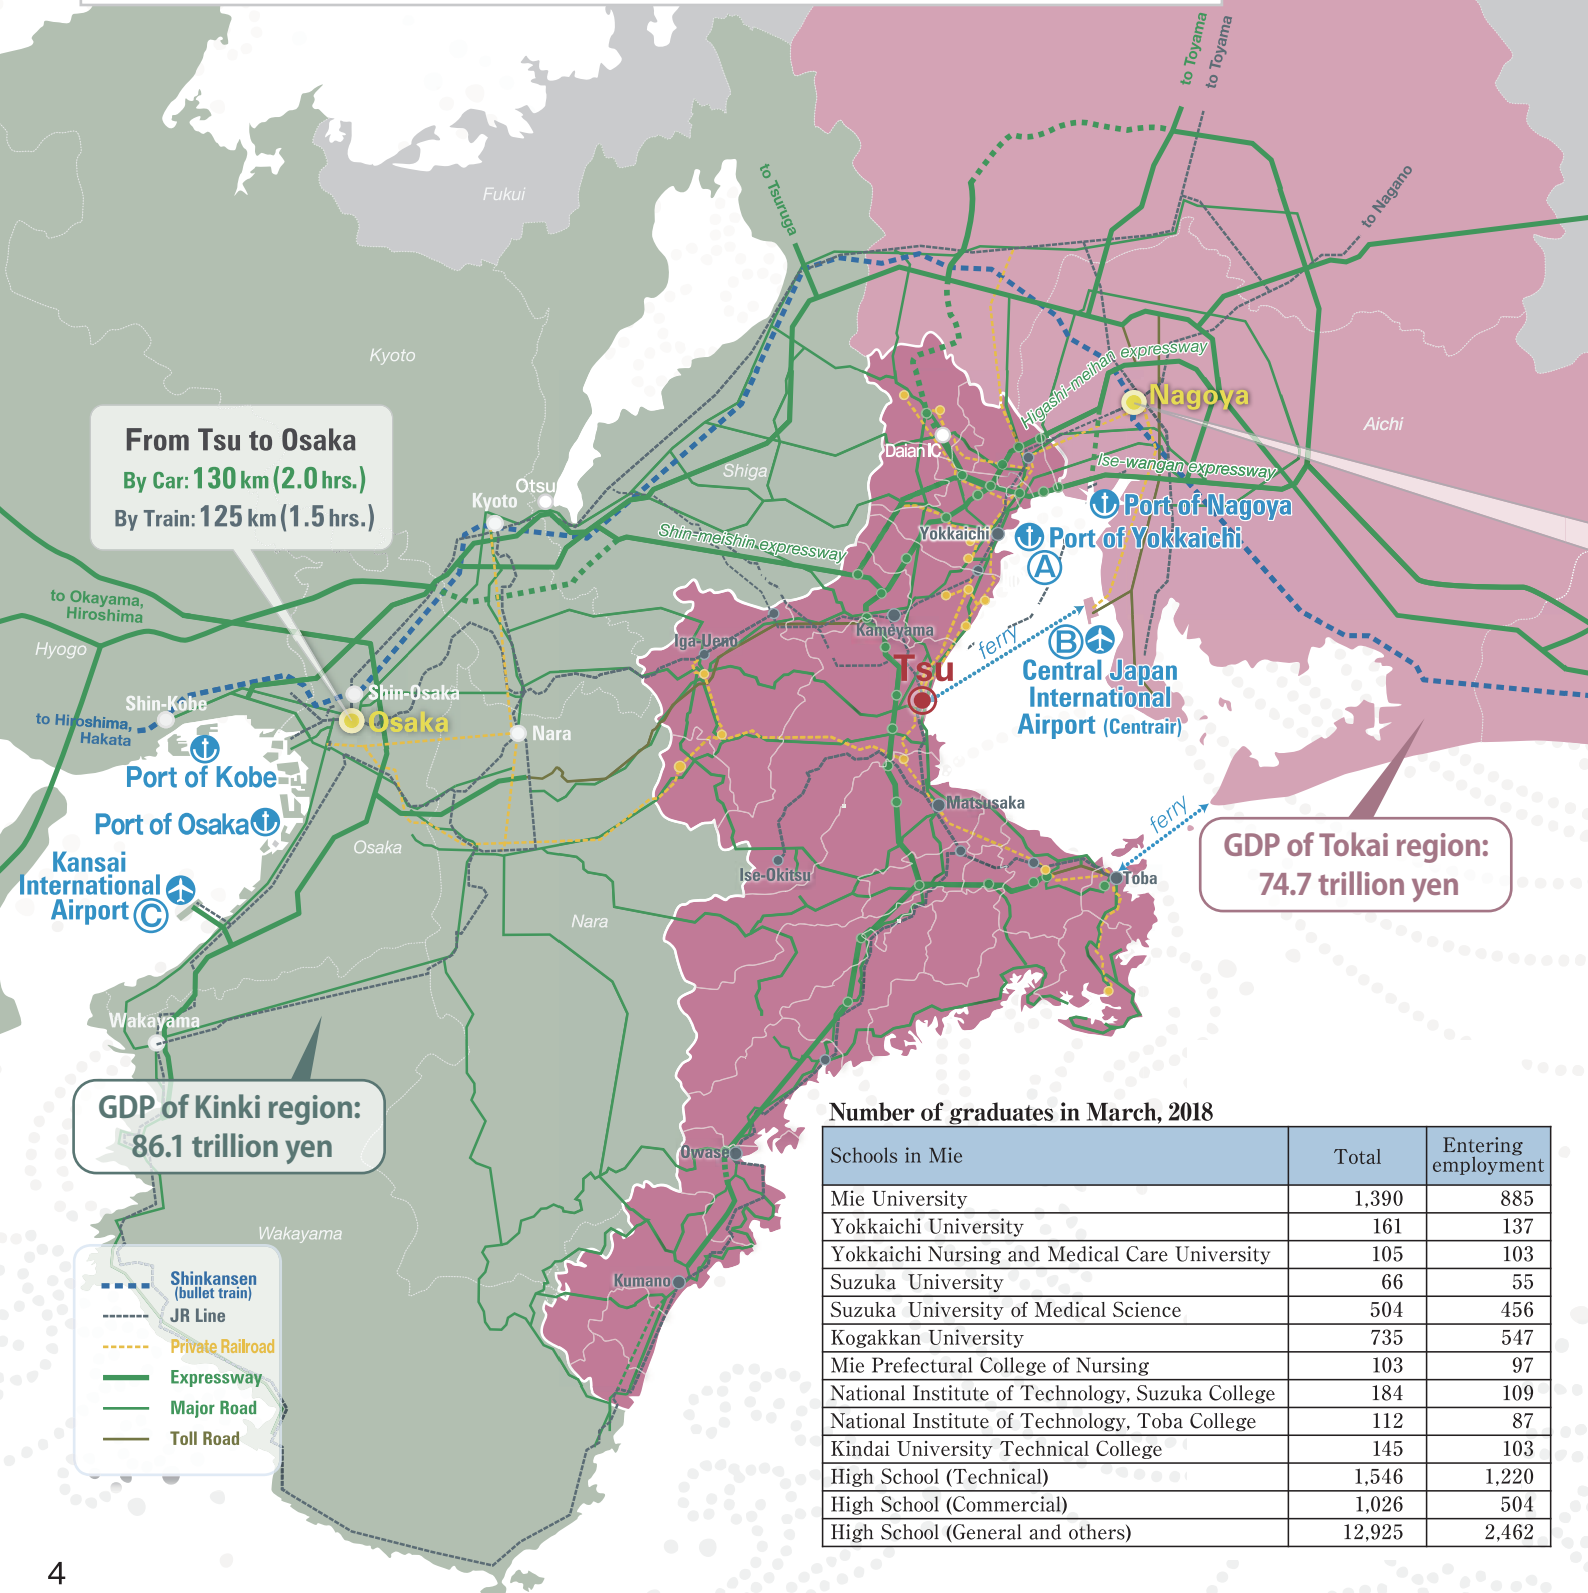 to Toyama
to Toyama
to Tsuruga
to Nagano
Fukui
Kyoto
Higashi-meihan expressway
Nagoya
Aichi
From Tsu to Osaka
By Car: 130 km (2.0 hrs.)
By Train: 125 km (1.5 hrs.)
Daian IC
Shiga
Ise-wangan expressway
Otsu
Kyoto
Port of Nagoya
Shin-meishin expressway
Yokkaichi
Port of Yokkaichi
A
to Okayama,
Hiroshima
Hyogo
Kameyama
Iga-Ueno
ferry
B
Tsu
Central Japan
International
Airport (Centrair)
Shin-Kobe
Shin-Osaka
to Hiroshima,
Hakata
Osaka
Nara
Port of Kobe
Port of Osaka
Matsusaka
ferry
Osaka
Kansai
International
Airport C
Ise-Okitsu
Toba
GDP of Tokai region:
74.7 trillion yen
Nara
Wakayama
GDP of Kinki region:
86.1 trillion yen
Owase
Wakayama
Kumano
Shinkansen
(bullet train)
JR Line
Private Railroad
Expressway
Major Road
Toll Road
Number of graduates in March, 2018
Schools in Mie Total Entering employment
Mie University 1,390 885
Yokkaichi University 161 137
Yokkaichi Nursing and Medical Care University 105 103
Suzuka University 66 55
Suzuka University of Medical Science 504 456
Kogakkan University 735 547
Mie Prefectural College of Nursing 103 97
National Institute of Technology, Suzuka College 184 109
National Institute of Technology, Toba College 112 87
Kindai University Technical College 145 103
High School (Technical) 1,546 1,220
High School (Commercial) 1,026 504
High School (General and others) 12,925 2,462
4